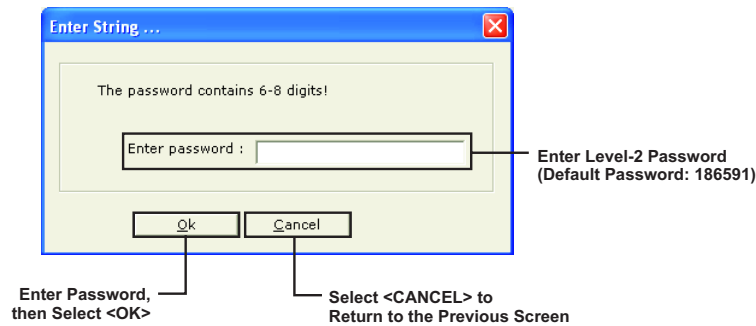 Enter String ...
The password contains 6-8 digits!
Enter password :
Enter Level-2 Password
(Default Password: 186591)
Ok
Cancel
Enter Password,
then Select <OK>
Select <CANCEL> to
Return to the Previous Screen